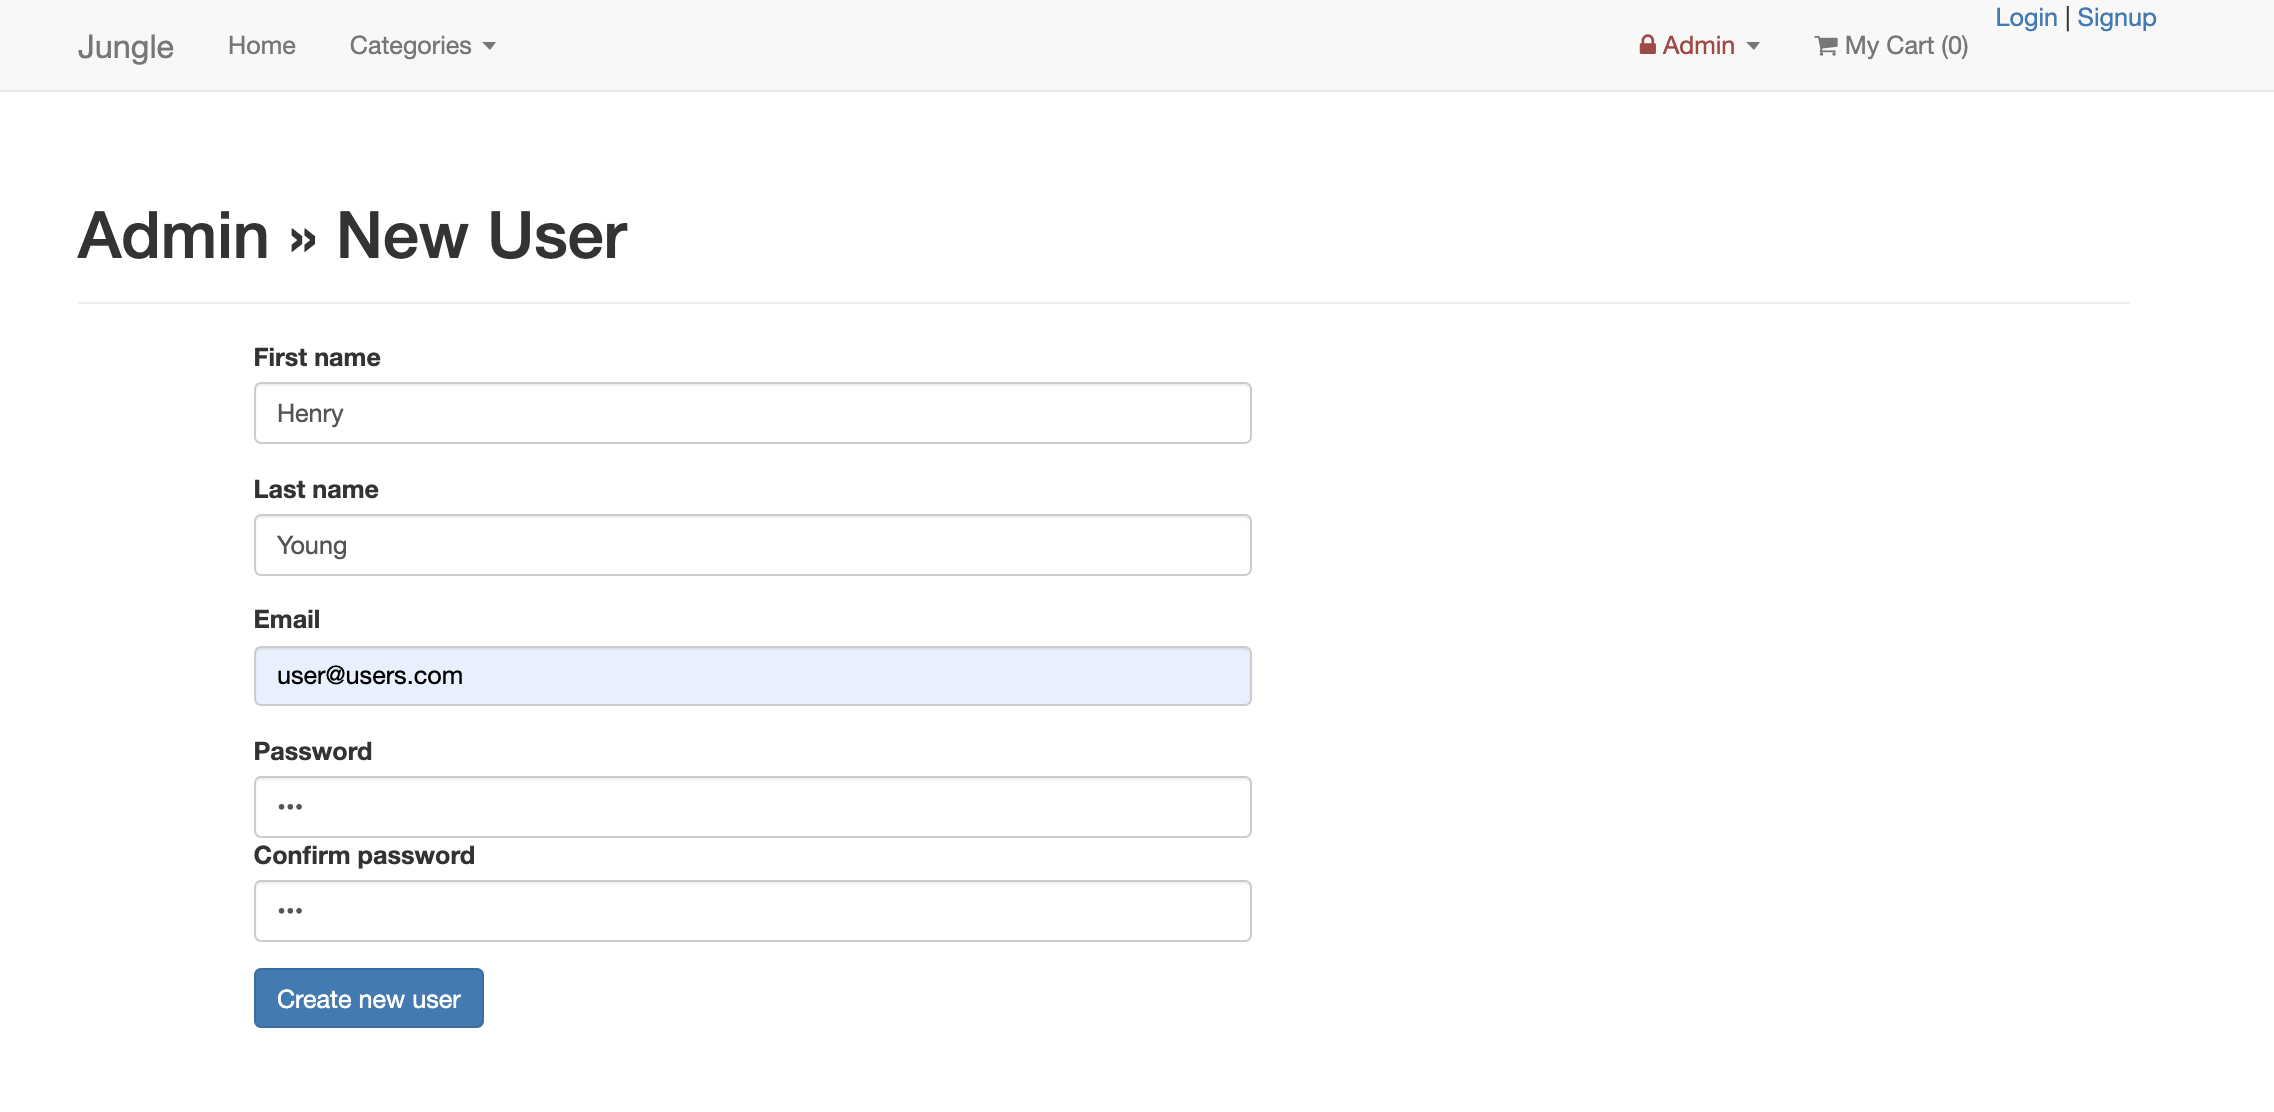 Login | Signup
Jungle Home Categories Admin My Cart (0)
Admin » New User
First name
Henry
Last name
Young
Email
user@users.com
Password
•••
Confirm password
•••
Create new user